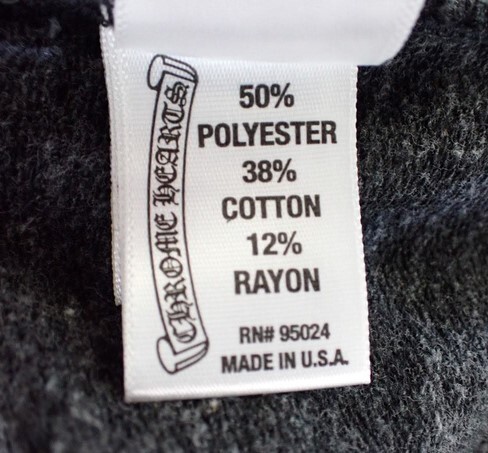 CHROME HEARTS
50%
POLYESTER
38%
COTTON
12%
RAYON
RN# 95024
MADE IN U.S.A.